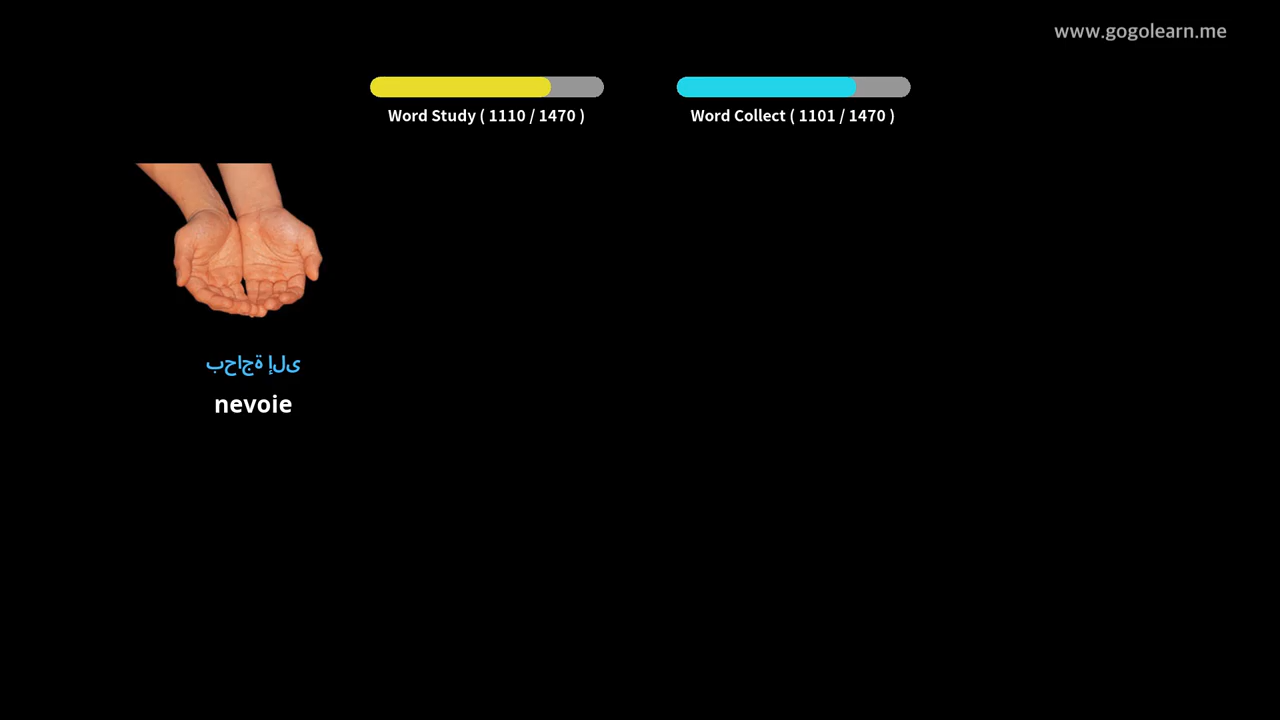 www.gogolearn.me
Word Study ( 1110 / 1470 )
Word Collect ( 1101 / 1470 )
بحاجة إلى
nevoie